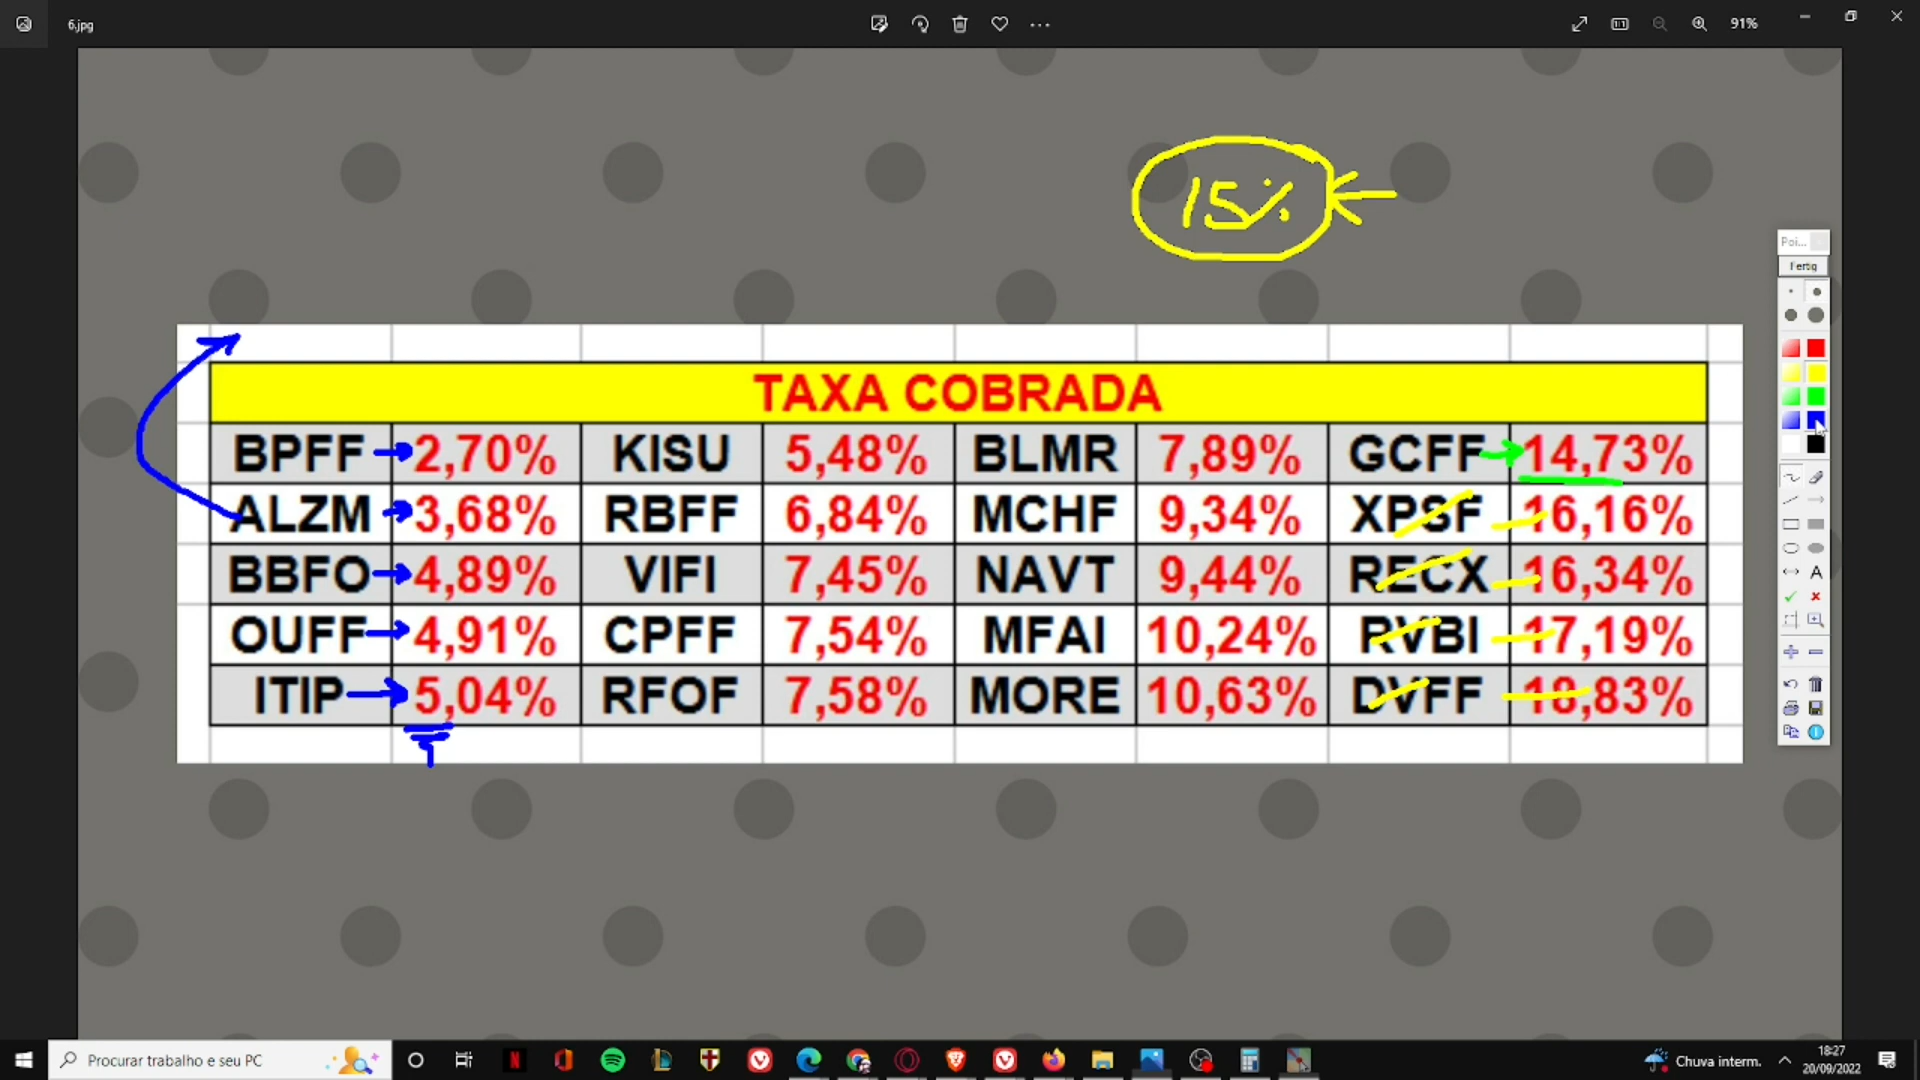 6.jpg
91%
15%
Poi...
Fertig
TAXA COBRADA
BPFF 2,70% KISU 5,48% BLMR 7,89% GCFF 14,73%
ALZM 3,68% RBFF 6,84% MCHF 9,34% XPSF 16,16%
BBFO 4,89% VIFI 7,45% NAVT 9,44% RECX 16,34%
OUFF 4,91% CPFF 7,54% MFAI 10,24% RVBI 17,19%
ITIP 5,04% RFOF 7,58% MORE 10,63% DVFF 18,83%
A
Procurar trabalho e seu PC
Chuva interm.
18:27
20/09/2022